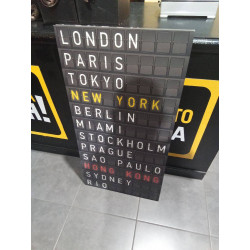 LONDON
PARIS
TOKYO
NEW YORK
BERLIN
MIAMI
STOCKHOLM
PRAGUE
SAO PAULO
HONG KONG
SYDNEY
RIO